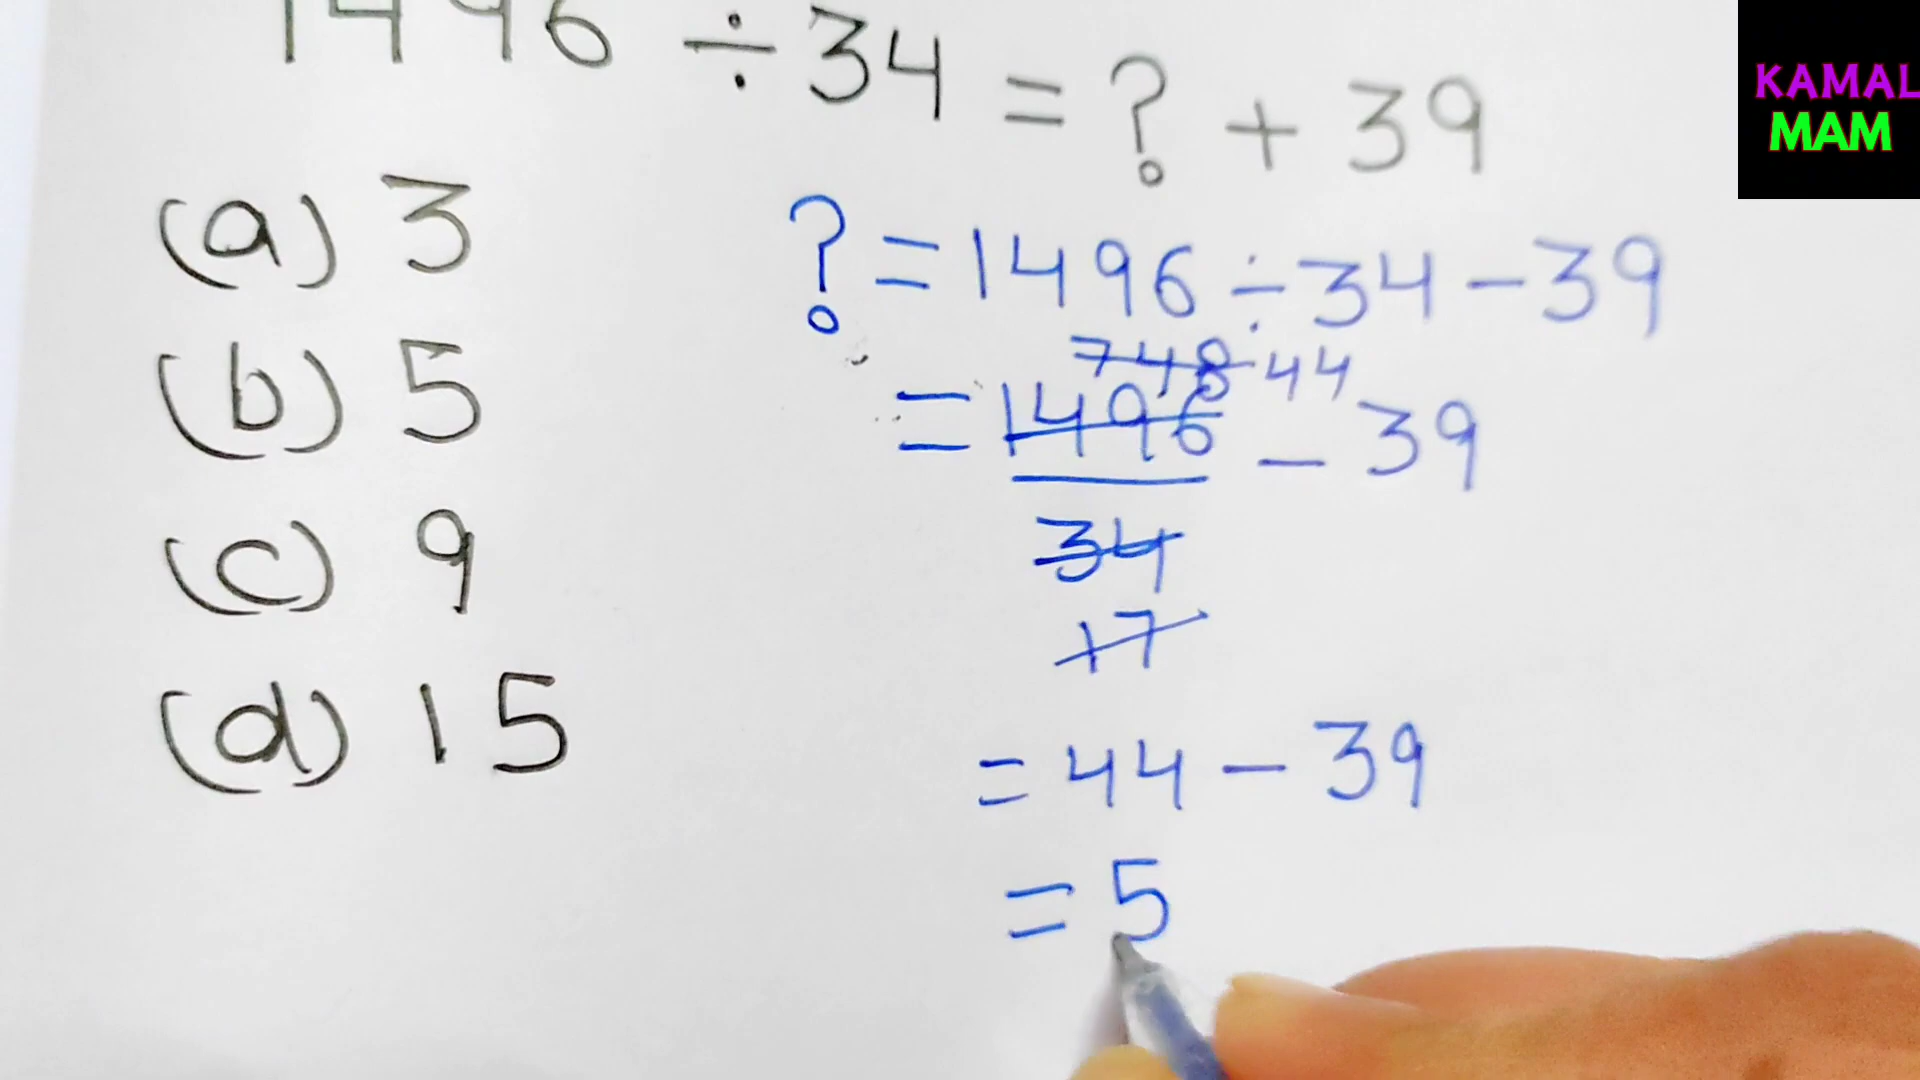 1496 ÷ 34 = ? + 39
KAMAL
MAM
(a) 3
(b) 5
(c) 9
(d) 15
? = 1496 ÷ 34 - 39
748 44
= 1496 - 39
34
17
= 44 - 39
= 5